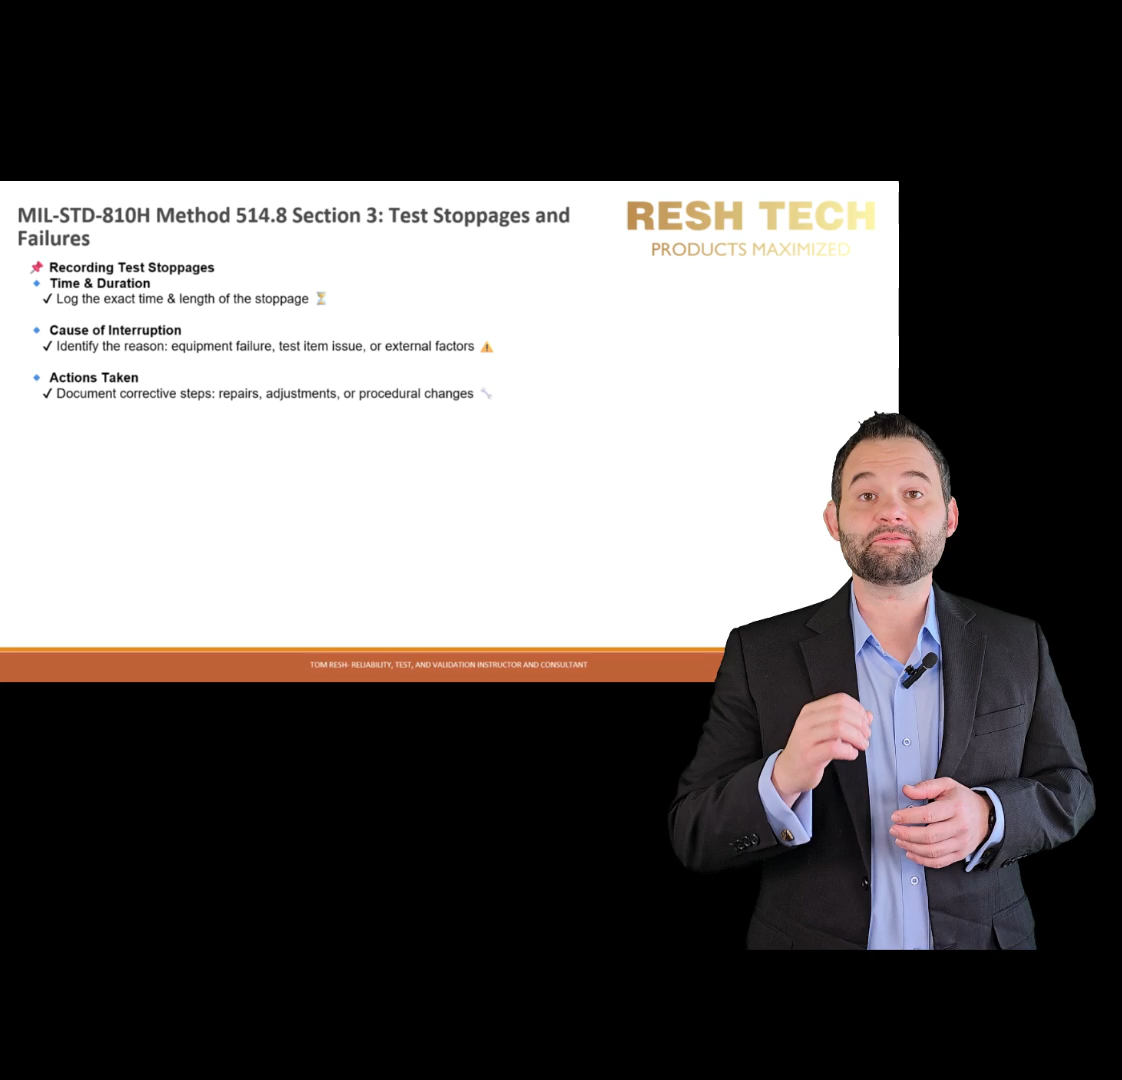 MIL-STD-810H Method 514.8 Section 3: Test Stoppages and
Failures
RESH TECH
PRODUCTS MAXIMIZED
📌 Recording Test Stoppages
🔹 Time & Duration
✔ Log the exact time & length of the stoppage ⏳
🔹 Cause of Interruption
✔ Identify the reason: equipment failure, test item issue, or external factors ⚠️
🔹 Actions Taken
✔ Document corrective steps: repairs, adjustments, or procedural changes 🔧
TOM RESH- RELIABILITY, TEST, AND VALIDATION INSTRUCTOR AND CONSULTANT